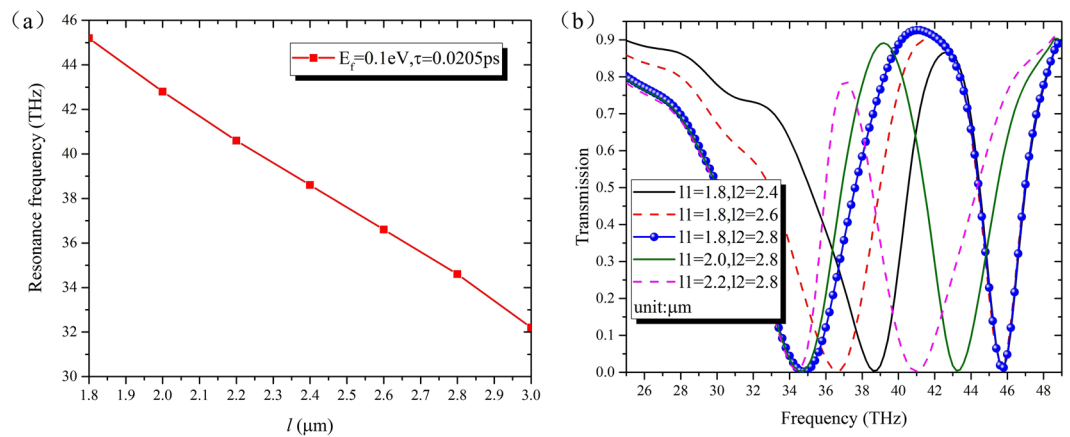 (a)
Resonance frequency (THz)
46
44
42
40
38
36
34
32
30
E_f=0.1eV,τ=0.0205ps
1.8 1.9 2.0 2.1 2.2 2.3 2.4 2.5 2.6 2.7 2.8 2.9 3.0
l (μm)
(b)
Transmission
0.9
0.8
0.7
0.6
0.5
0.4
0.3
0.2
0.1
0.0
l1=1.8,l2=2.4
l1=1.8,l2=2.6
l1=1.8,l2=2.8
l1=2.0,l2=2.8
l1=2.2,l2=2.8
unit:μm
26 28 30 32 34 36 38 40 42 44 46 48
Frequency (THz)